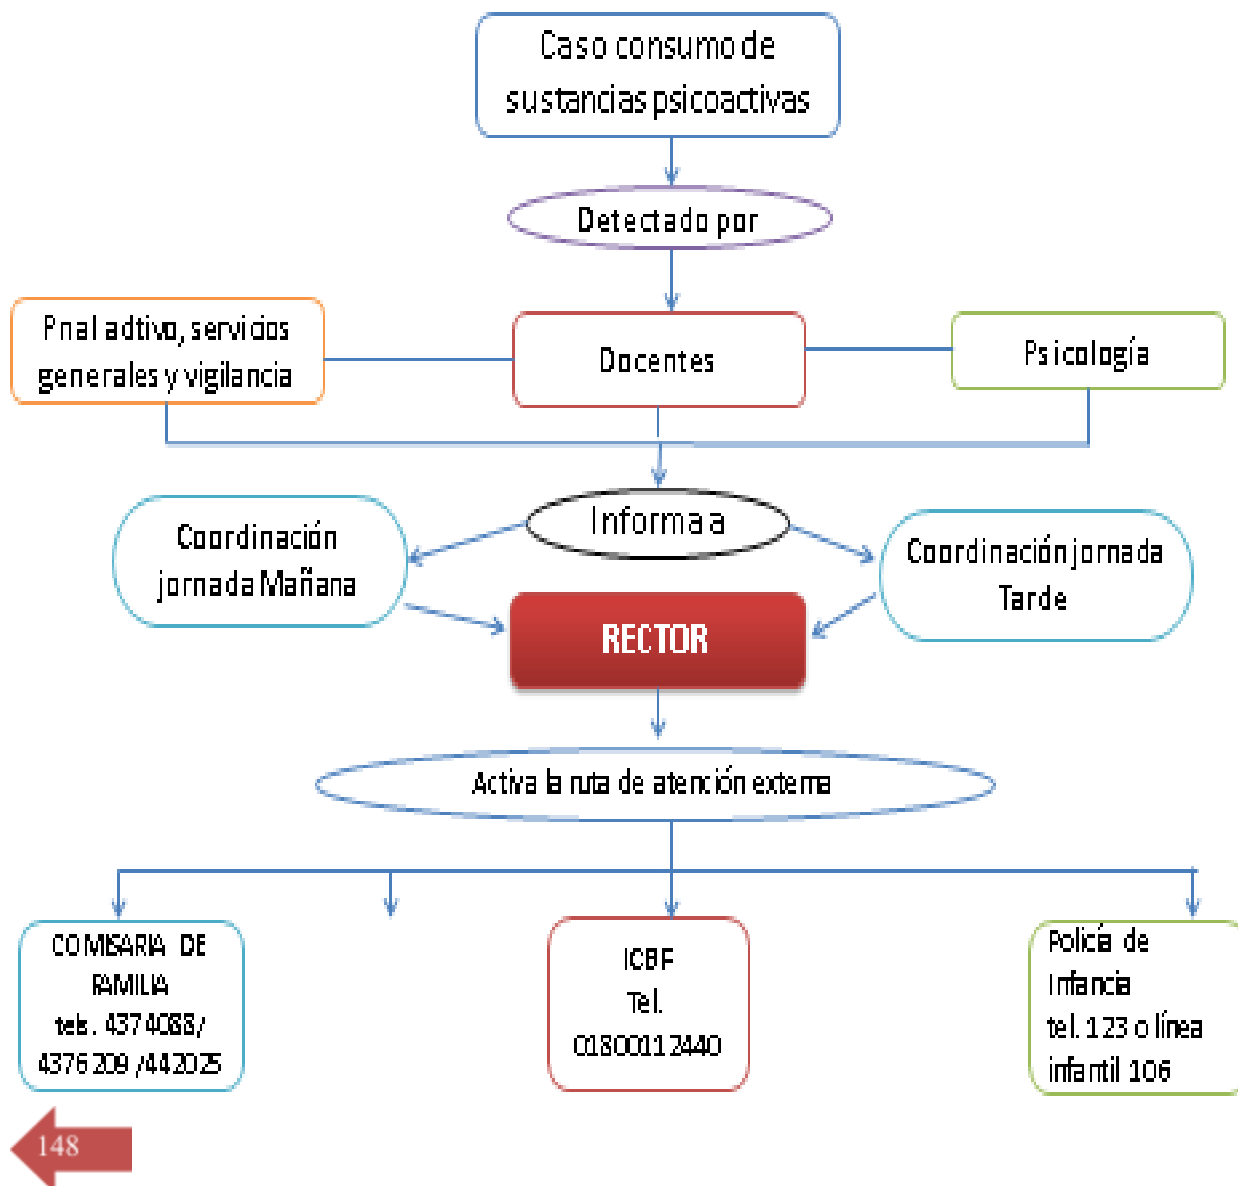 Caso consumo de
sustancias psicoactivas
Detectado por
Pnal adtivo, servicios
generales y vigilancia
Docentes
Psicología
Informa a
Coordinación
jornada Mañana
Coordinación jornada
Tarde
RECTOR
Activa la ruta de atención externa
COMISARIA DE
FAMILIA
tels. 4374088/
4376209 /442025
ICBF
Tel.
01800112440
Policía de
Infancia
tel. 123 o línea
infantil 106
148